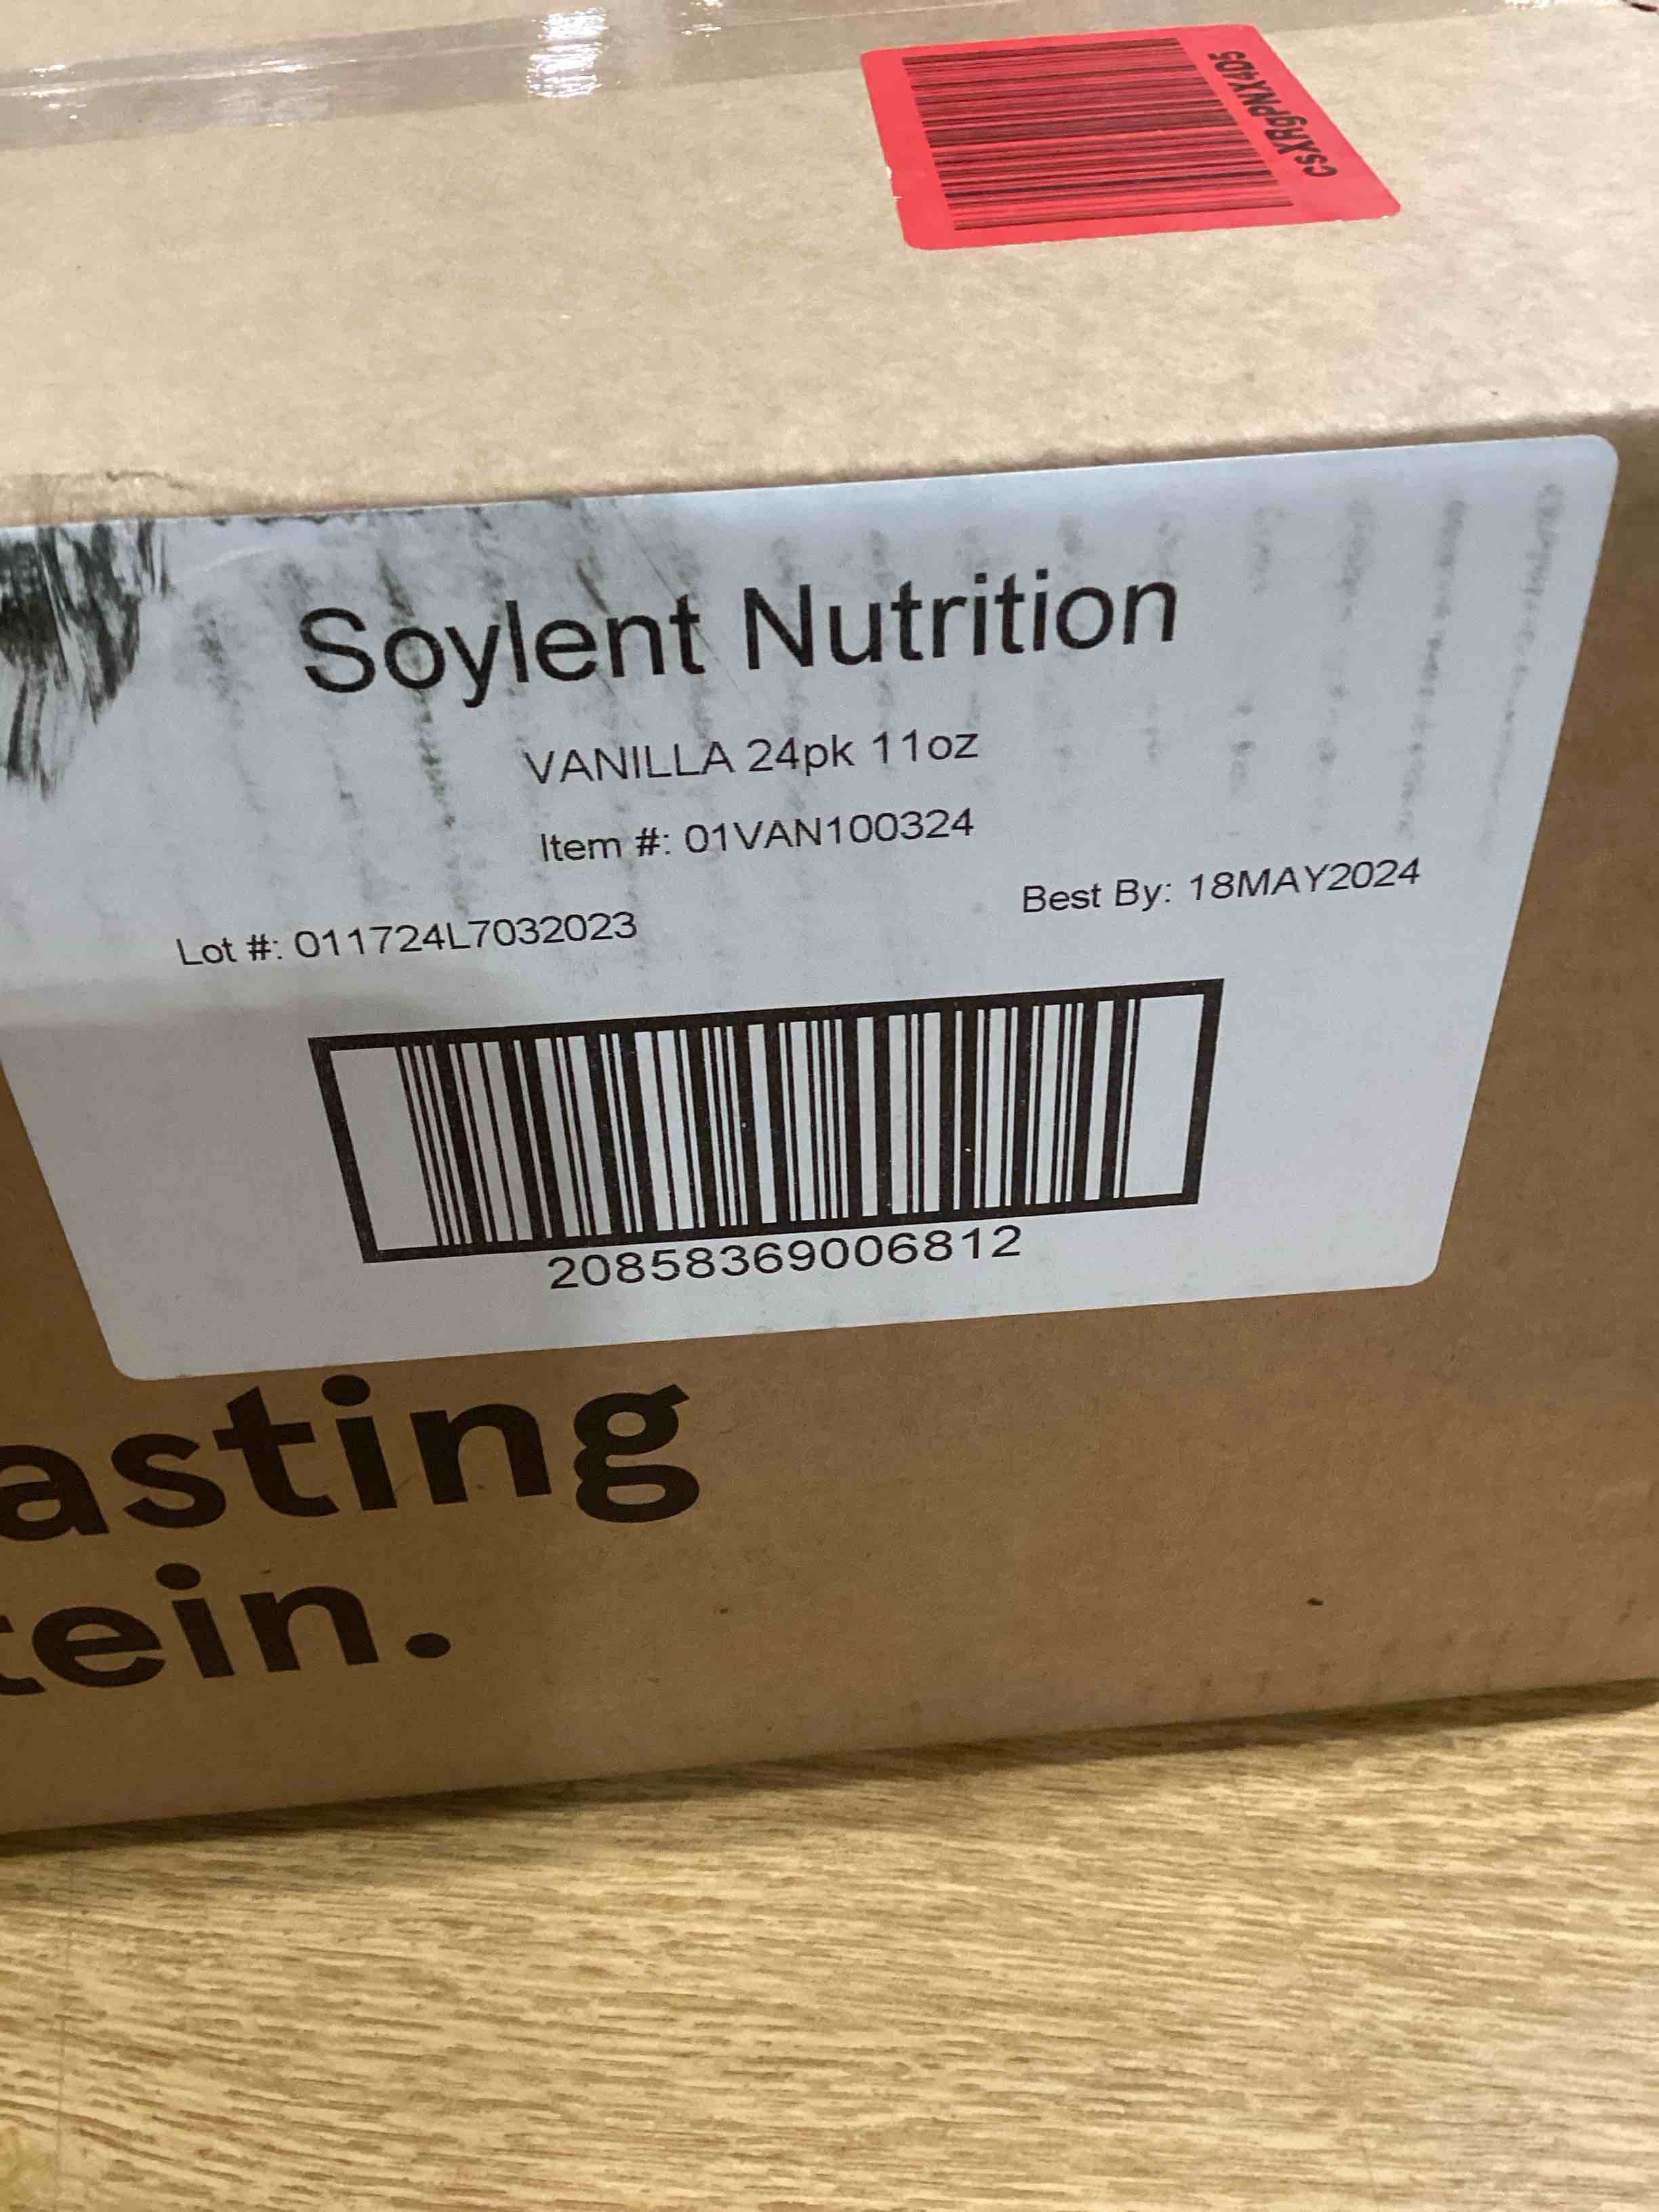 csXRgPNX4D5
Soylent Nutrition
VANILLA 24pk 11oz
Item #: 01VAN100324
Best By: 18MAY2024
Lot #: 011724L7032023
20858369006812
asting
tein.